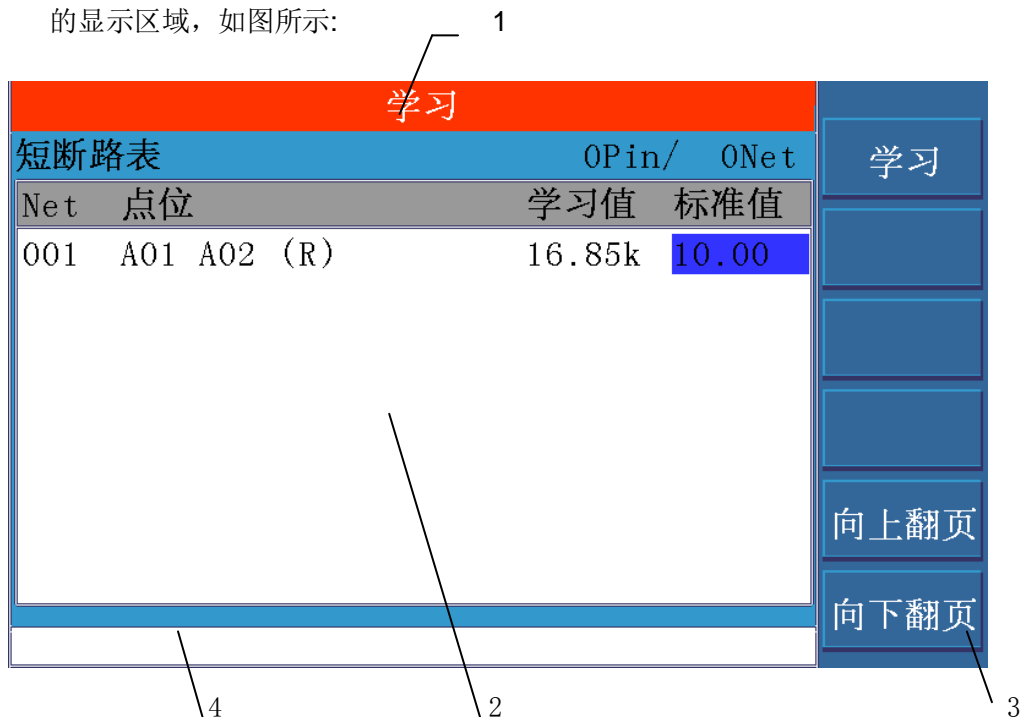 的显示区域，如图所示:
1
学习
短断路表 0Pin/ 0Net
Net 点位 学习值 标准值
001 A01 A02 (R) 16.85k 10.00
学习
向上翻页
向下翻页
4 2 3